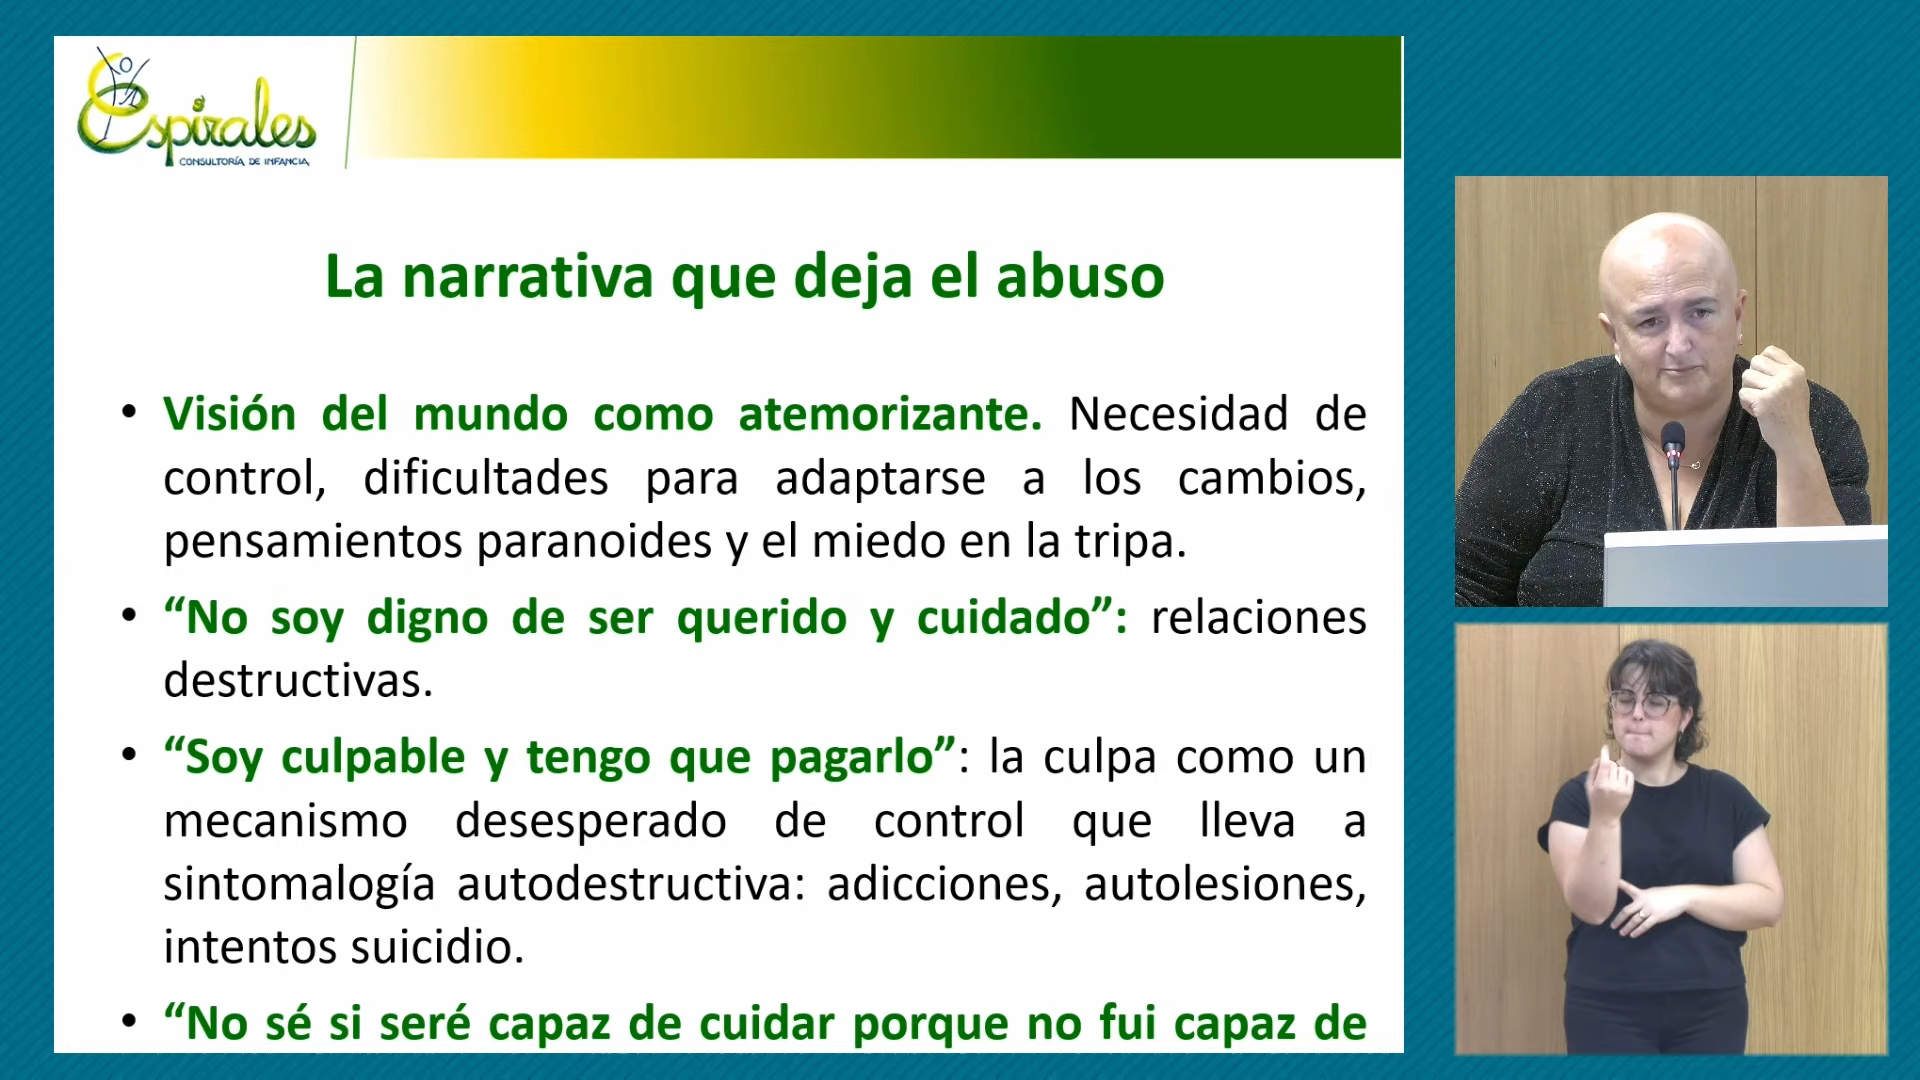 Espirales
CONSULTORÍA DE INFANCIA
La narrativa que deja el abuso
• Visión del mundo como atemorizante. Necesidad de
control, dificultades para adaptarse a los cambios,
pensamientos paranoides y el miedo en la tripa.
• “No soy digno de ser querido y cuidado”: relaciones
destructivas.
• “Soy culpable y tengo que pagarlo”: la culpa como un
mecanismo desesperado de control que lleva a
sintomalogía autodestructiva: adicciones, autolesiones,
intentos suicidio.
• “No sé si seré capaz de cuidar porque no fui capaz de